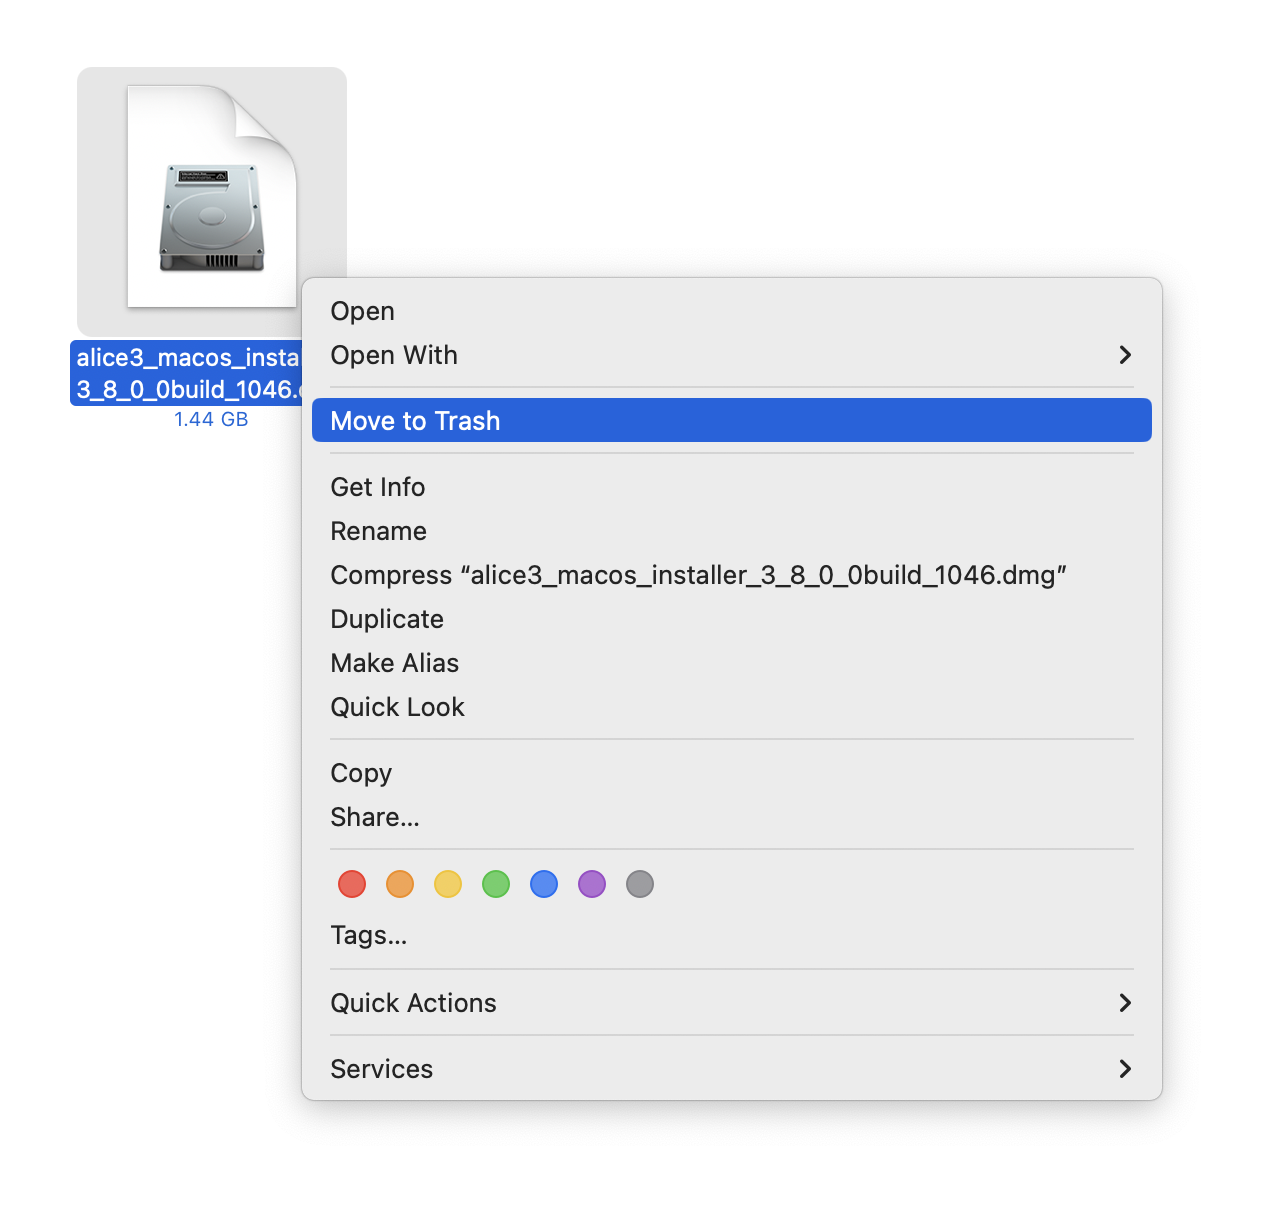 alice3_macos_instal
3_8_0_0build_1046.
1.44 GB
Open
Open With
Move to Trash
Get Info
Rename
Compress “alice3_macos_installer_3_8_0_0build_1046.dmg”
Duplicate
Make Alias
Quick Look
Copy
Share...
Tags...
Quick Actions
Services